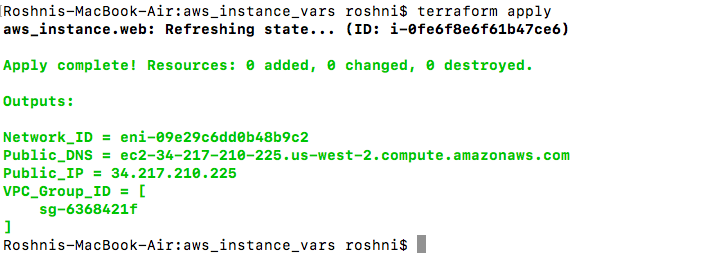 Roshnis-MacBook-Air:aws_instance_vars roshni$ terraform apply
aws_instance.web: Refreshing state... (ID: i-0fe6f8e6f61b47ce6)
Apply complete! Resources: 0 added, 0 changed, 0 destroyed.
Outputs:
Network_ID = eni-09e29c6dd0b48b9c2
Public_DNS = ec2-34-217-210-225.us-west-2.compute.amazonaws.com
Public_IP = 34.217.210.225
VPC_Group_ID = [
    sg-6368421f
]
Roshnis-MacBook-Air:aws_instance_vars roshni$